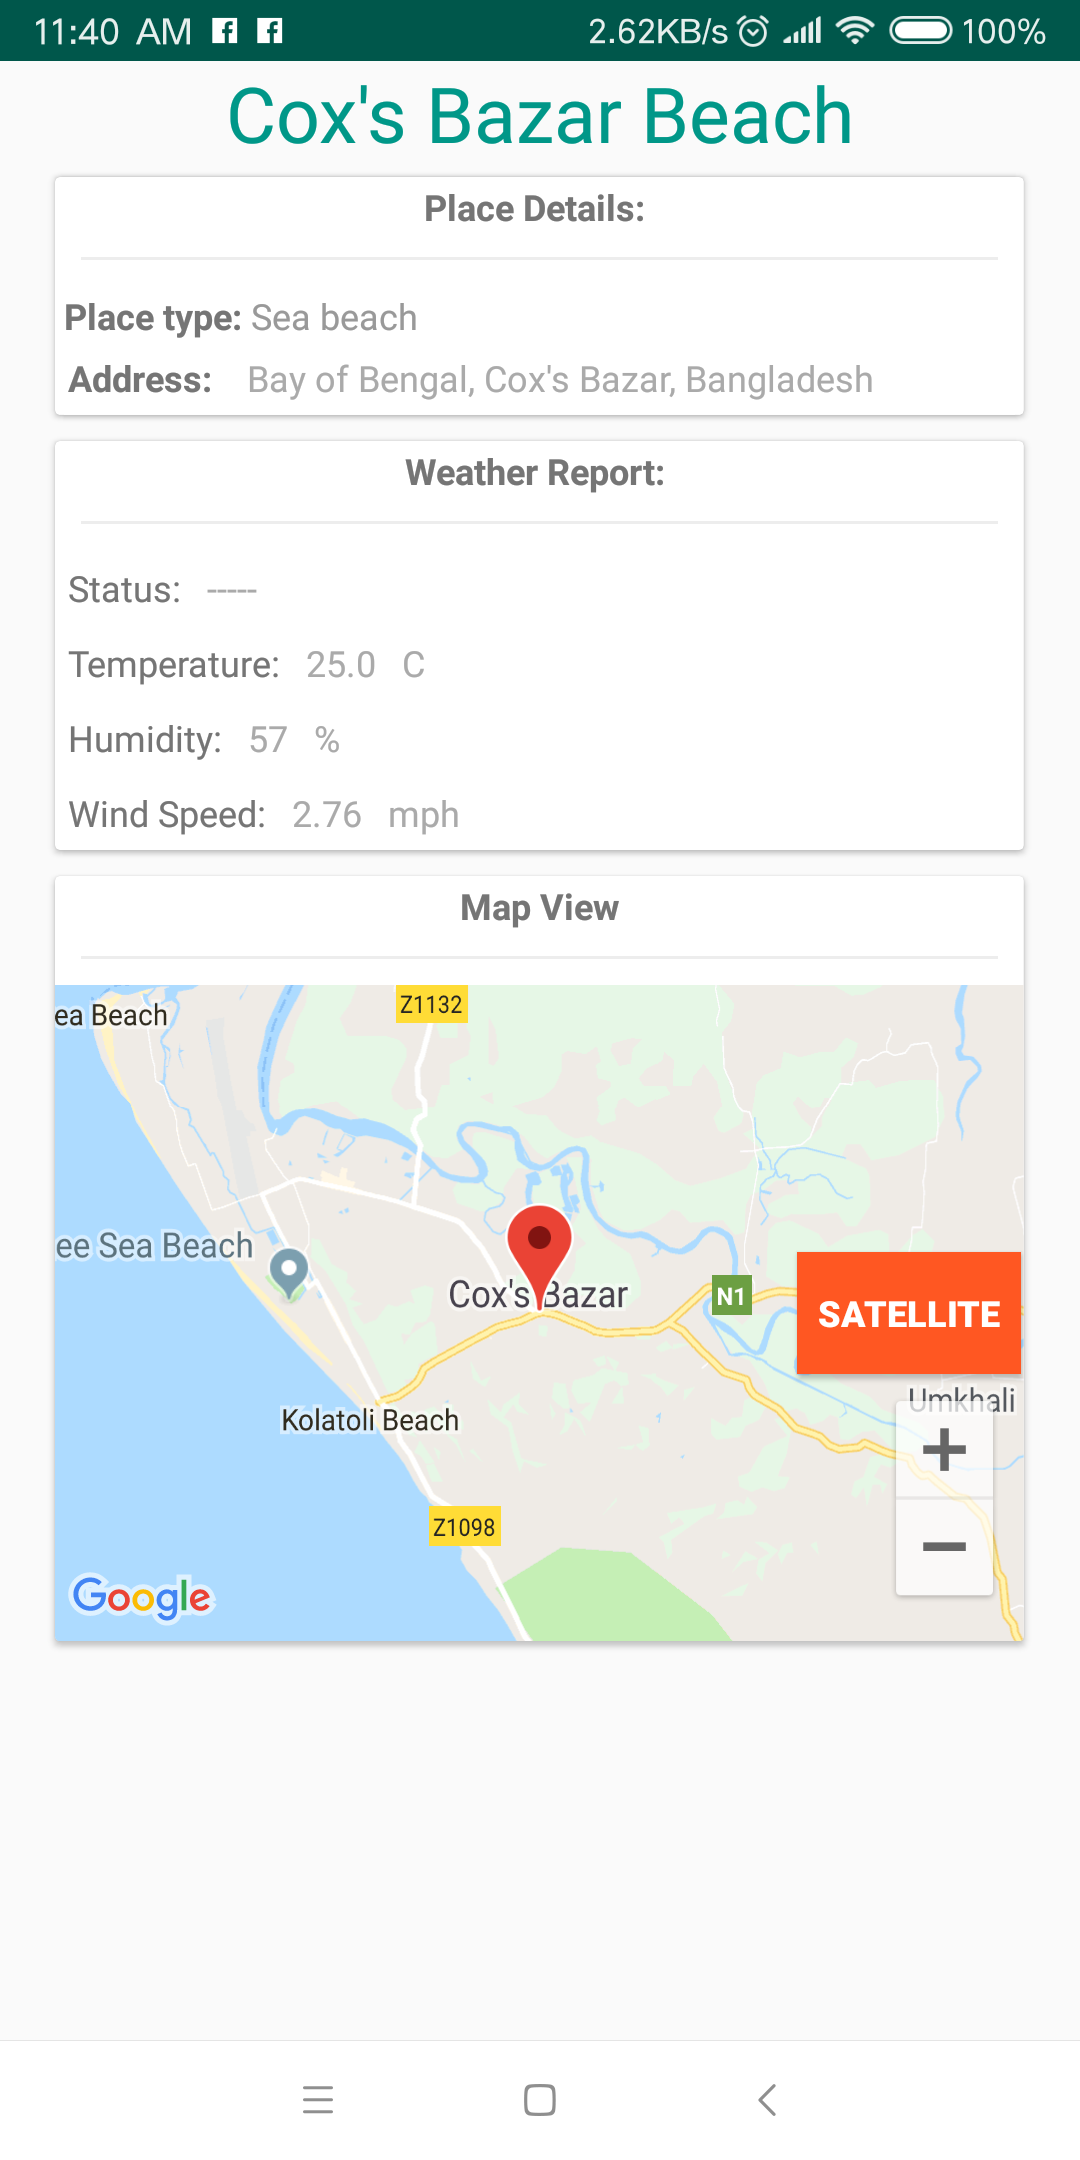 11:40 AM 2.62KB/s 100%
Cox's Bazar Beach
Place Details:
Place type: Sea beach
Address: Bay of Bengal, Cox's Bazar, Bangladesh
Weather Report:
Status: -----
Temperature: 25.0 C
Humidity: 57 %
Wind Speed: 2.76 mph
Map View
Z1132
ea Beach
ee Sea Beach
Cox's Bazar
N1
SATELLITE
Umkhali
Kolatoli Beach
+
Z1098
−
Google